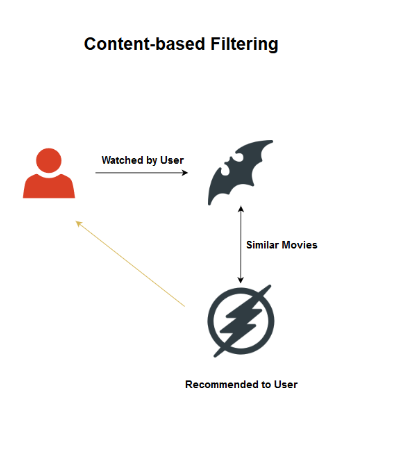 Content-based Filtering
Watched by User
Similar Movies
Recommended to User